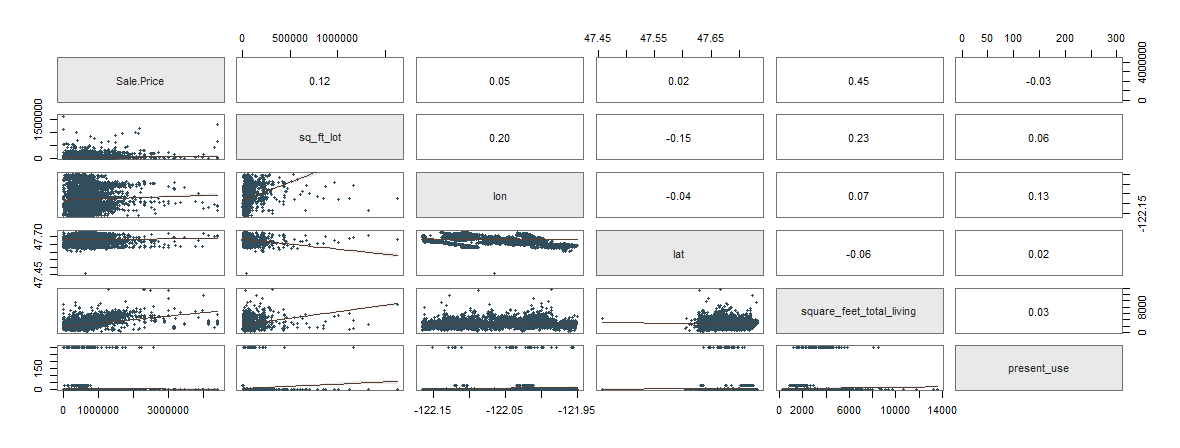 0 500000 1000000
47.45 47.55 47.65
0 50 100 200 300
Sale.Price 0.12 0.05 0.02 0.45 -0.03
0 4000000
0 1500000
sq_ft_lot 0.20 -0.15 0.23 0.06
lon -0.04 0.07 0.13
-122.15
47.45 47.70
lat -0.06 0.02
square_feet_total_living 0.03
0 8000
0 150
present_use
0 1000000 3000000
-122.15 -122.05 -121.95
0 2000 6000 10000 14000